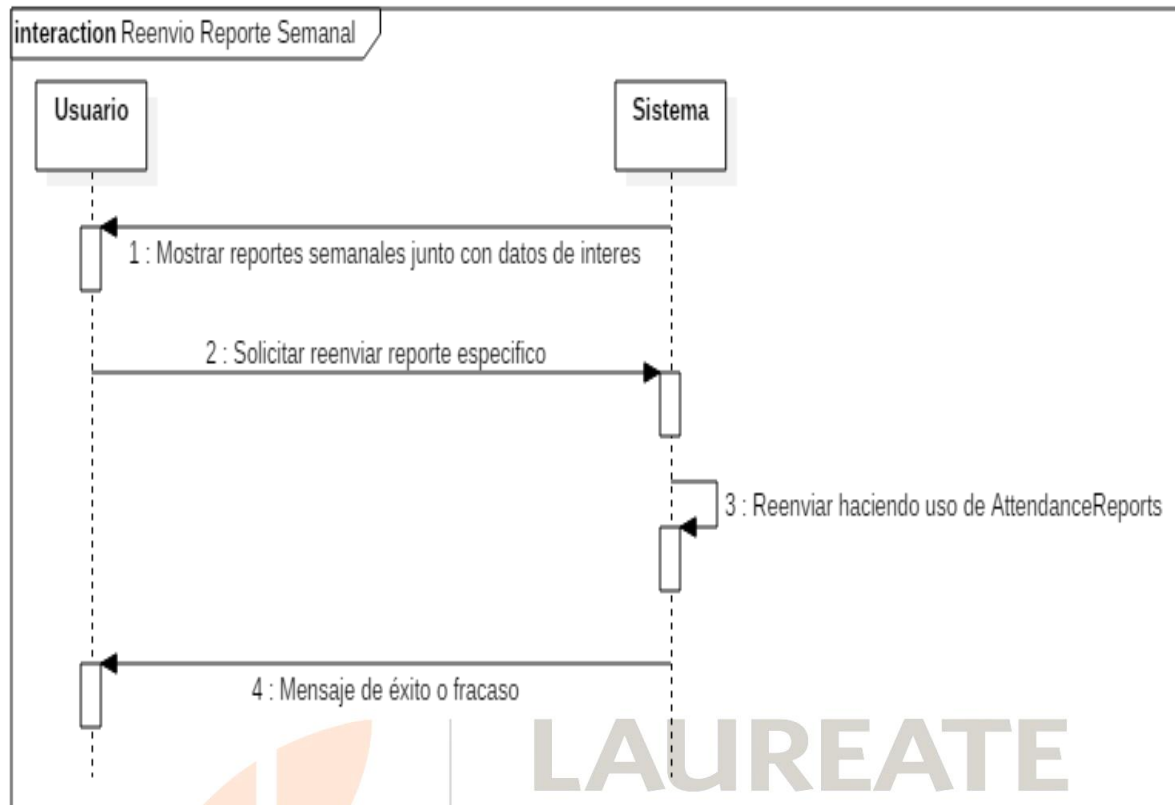 interaction Reenvio Reporte Semanal
Usuario
Sistema
1 : Mostrar reportes semanales junto con datos de interes
2 : Solicitar reenviar reporte especifico
3 : Reenviar haciendo uso de AttendanceReports
4 : Mensaje de éxito o fracaso
LAUREATE